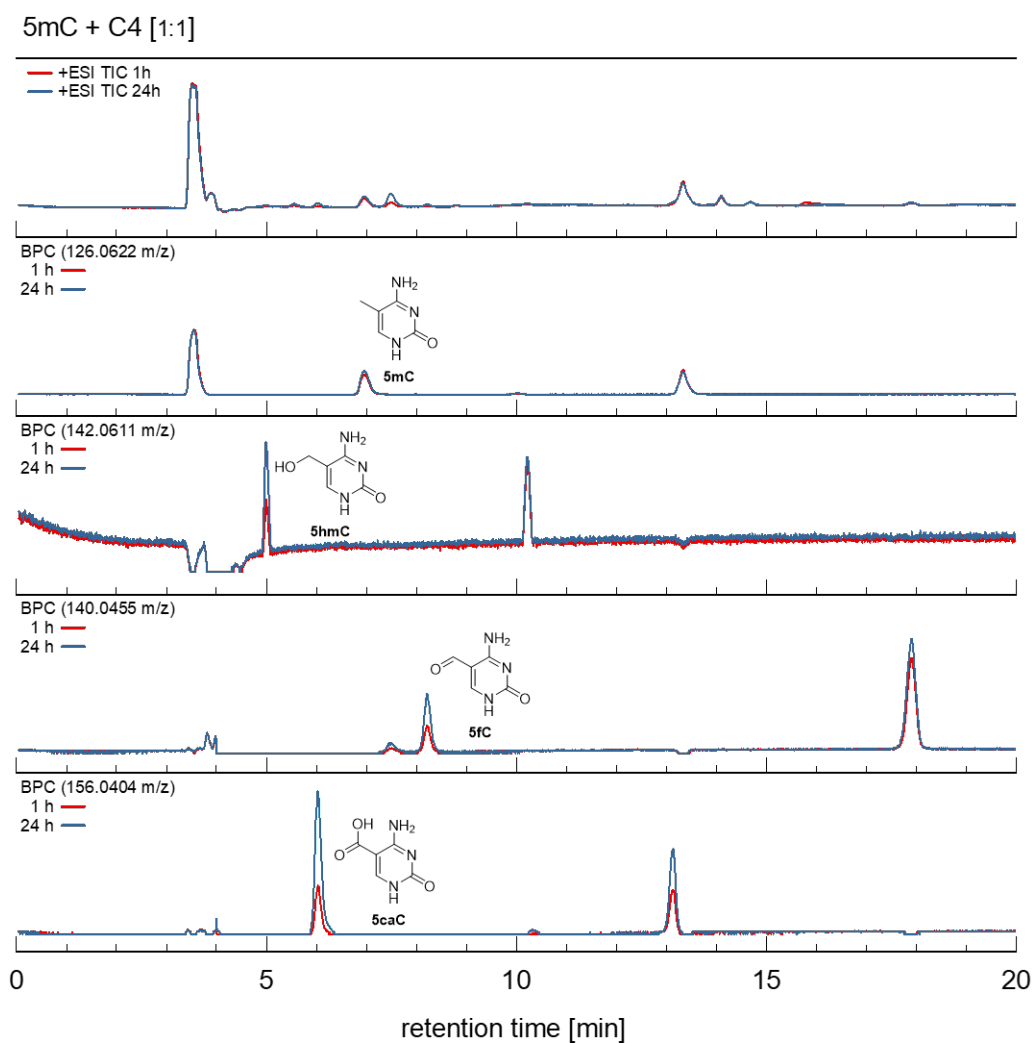 5mC + C4 [1:1]
+ESI TIC 1h
+ESI TIC 24h
BPC (126.0622 m/z)
1 h
24 h
NH2
N
N
H
O
5mC
BPC (142.0611 m/z)
1 h
24 h
NH2
HO
N
N
H
O
5hmC
BPC (140.0455 m/z)
1 h
24 h
NH2
O
N
N
H
O
5fC
BPC (156.0404 m/z)
1 h
24 h
OH
NH2
O
N
N
H
O
5caC
0 5 10 15 20
retention time [min]